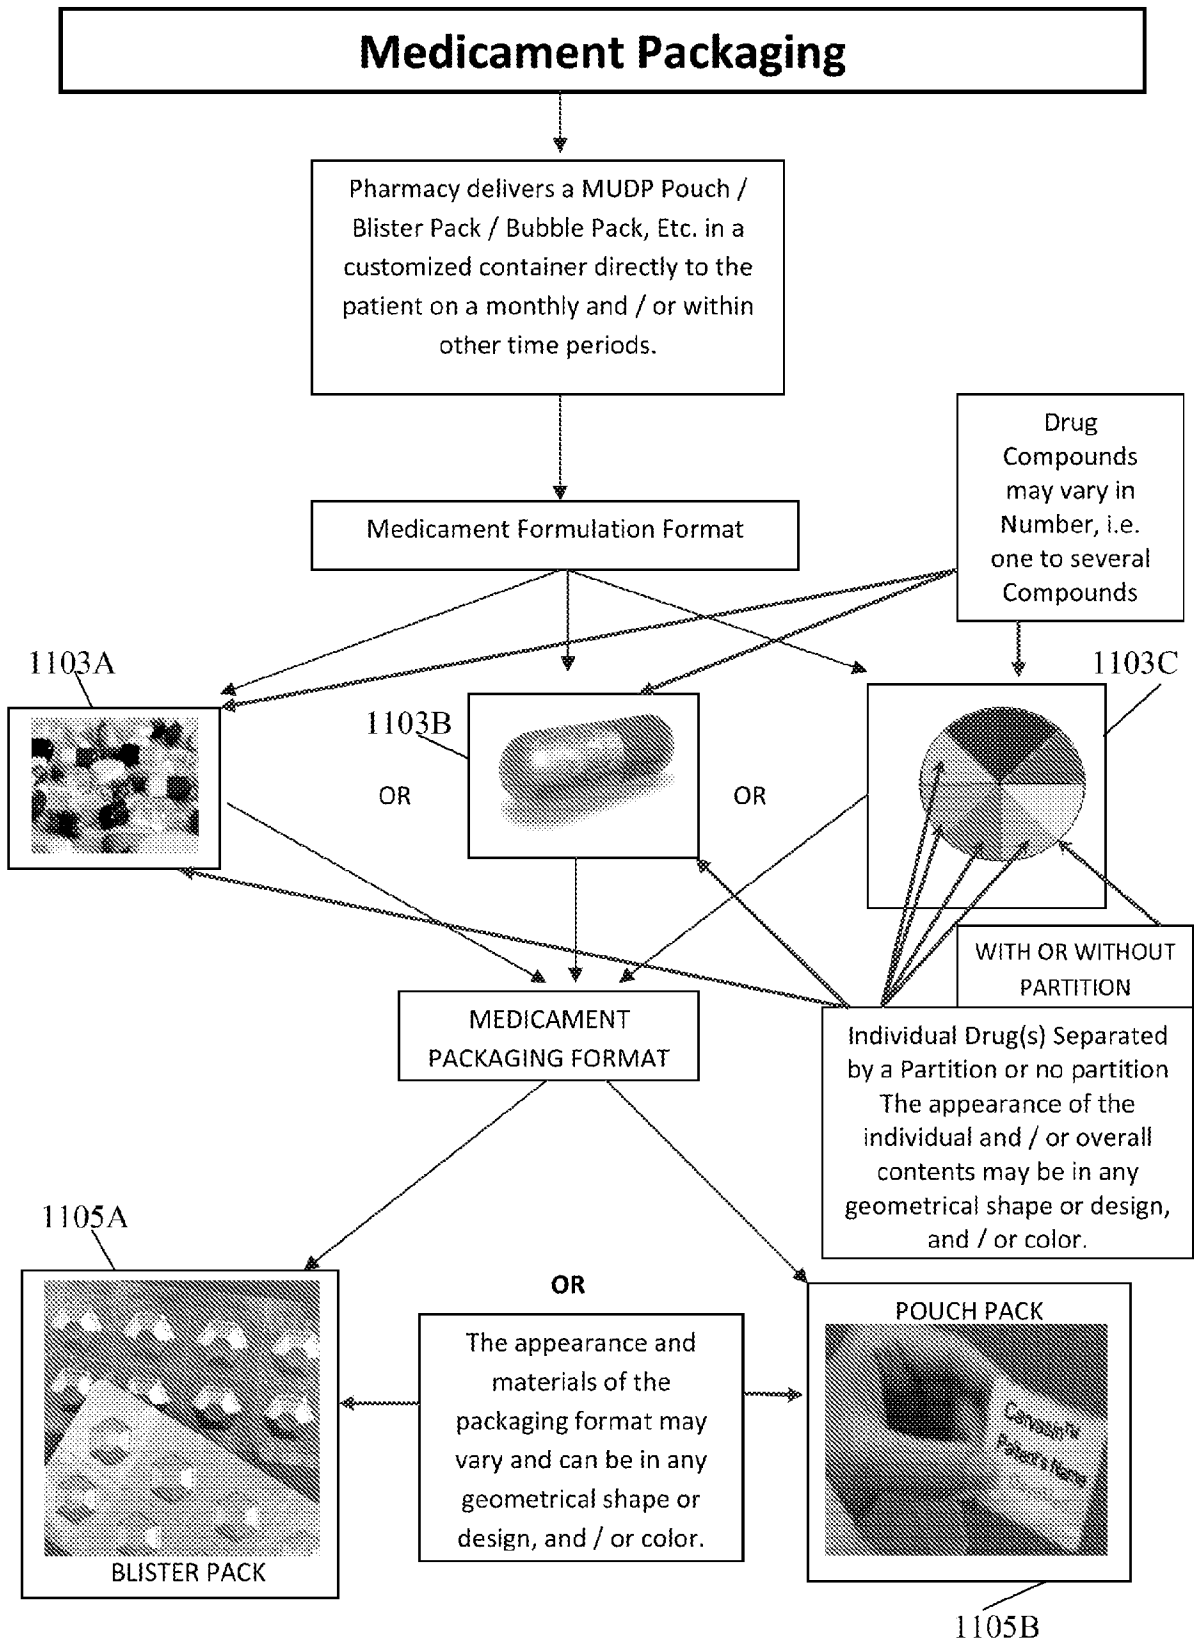 Medicament Packaging
Pharmacy delivers a MUDP Pouch /
Blister Pack / Bubble Pack, Etc. in a
customized container directly to the
patient on a monthly and / or within
other time periods.
Drug
Compounds
may vary in
Number, i.e.
one to several
Compounds
Medicament Formulation Format
1103A
1103B
1103C
OR
OR
WITH OR WITHOUT
PARTITION
MEDICAMENT
PACKAGING FORMAT
Individual Drug(s) Separated
by a Partition or no partition
The appearance of the
individual and / or overall
contents may be in any
geometrical shape or design,
and / or color.
1105A
OR
The appearance and
materials of the
packaging format may
vary and can be in any
geometrical shape or
design, and / or color.
POUCH PACK
Patent's Name
BLISTER PACK
1105B